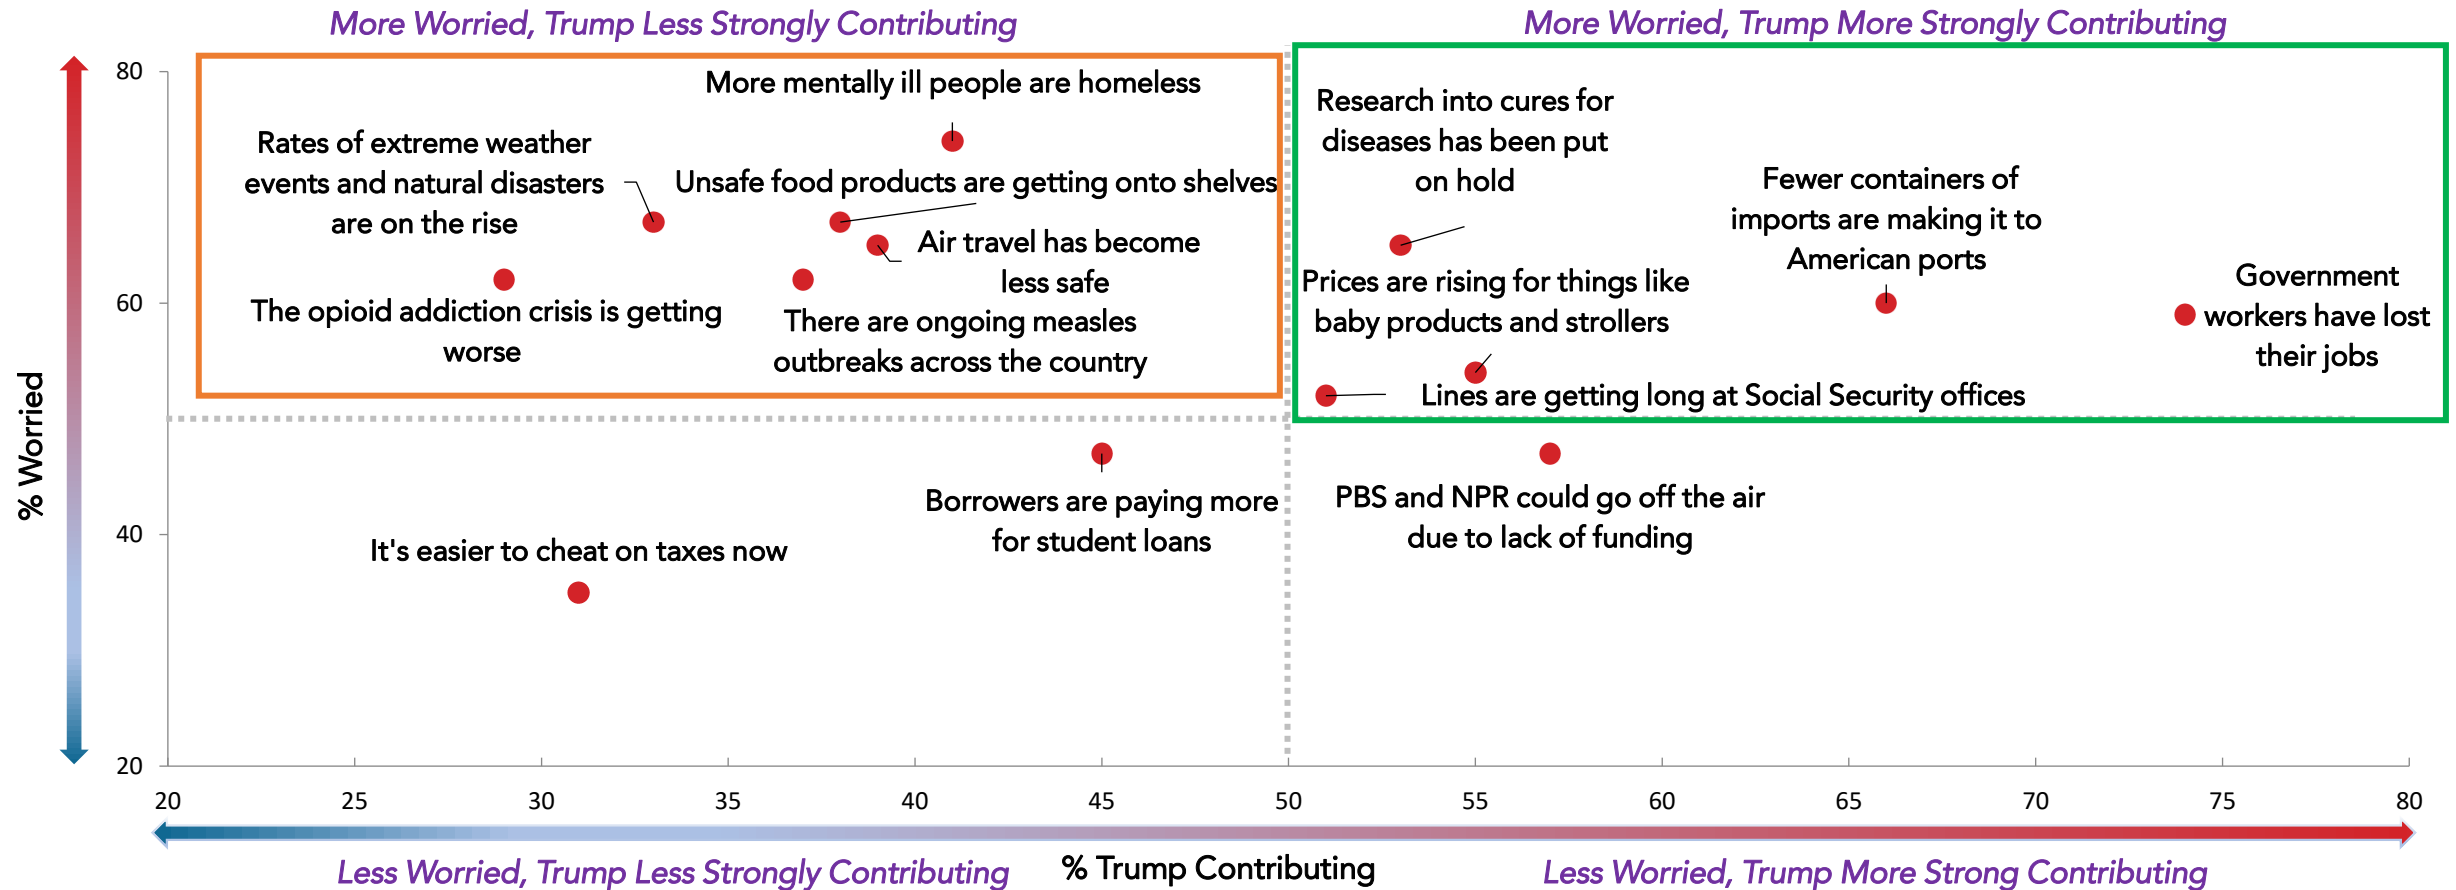 More Worried, Trump Less Strongly Contributing
More Worried, Trump More Strongly Contributing
80
60
40
20
% Worried
More mentally ill people are homeless
Rates of extreme weather
events and natural disasters
are on the rise
Unsafe food products are getting onto shelves
Air travel has become
less safe
The opioid addiction crisis is getting
worse
There are ongoing measles
outbreaks across the country
Research into cures for
diseases has been put
on hold
Fewer containers of
imports are making it to
American ports
Prices are rising for things like
baby products and strollers
Government
workers have lost
their jobs
Lines are getting long at Social Security offices
Borrowers are paying more
for student loans
PBS and NPR could go off the air
due to lack of funding
It's easier to cheat on taxes now
20 25 30 35 40 45 50 55 60 65 70 75 80
Less Worried, Trump Less Strongly Contributing
% Trump Contributing
Less Worried, Trump More Strong Contributing